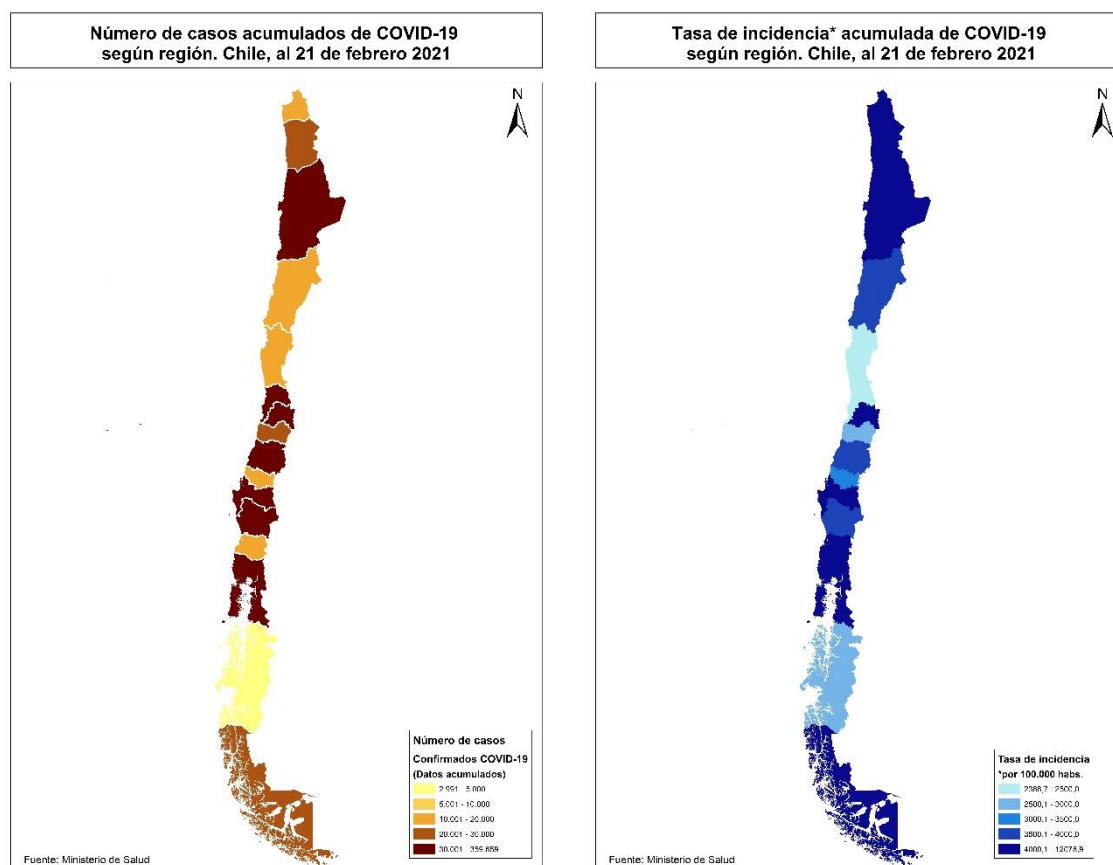 Número de casos acumulados de COVID-19
según región. Chile, al 21 de febrero 2021
N
Número de casos
Confirmados COVID-19
(Datos acumulados)
2.991 - 5.000
5.001 - 10.000
10.001 - 20.000
20.001 - 30.000
30.001 - 359.659
Fuente: Ministerio de Salud
Tasa de incidencia* acumulada de COVID-19
según región. Chile, al 21 de febrero 2021
N
Tasa de incidencia
*por 100.000 habs.
2388,7 - 2500,0
2500,1 - 3000,0
3000,1 - 3500,0
3500,1 - 4000,0
4000,1 - 12078,9
Fuente: Ministerio de Salud